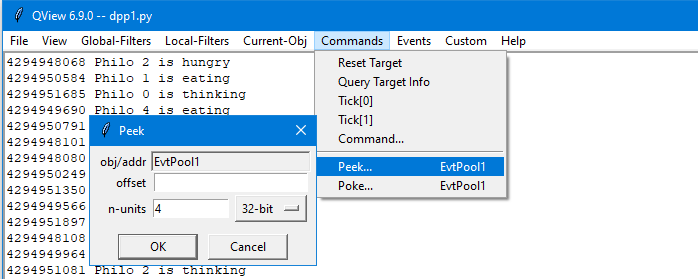 QView 6.9.0 -- dpp1.py
File View Global-Filters Local-Filters Current-Obj Commands Events Custom Help
4294948068 Philo 2 is hungry
4294950584 Philo 1 is eating
4294951685 Philo 0 is thinking
4294949690 Philo 4 is eating
4294950791
4294948101
4294948080
4294950249
4294951350
4294949566
4294951897
4294948108
4294949964
4294951081 Philo 2 is thinking
Reset Target
Query Target Info
Tick[0]
Tick[1]
Command...
Peek... EvtPool1
Poke... EvtPool1
Peek
obj/addr EvtPool1
offset
n-units 4 32-bit
OK Cancel